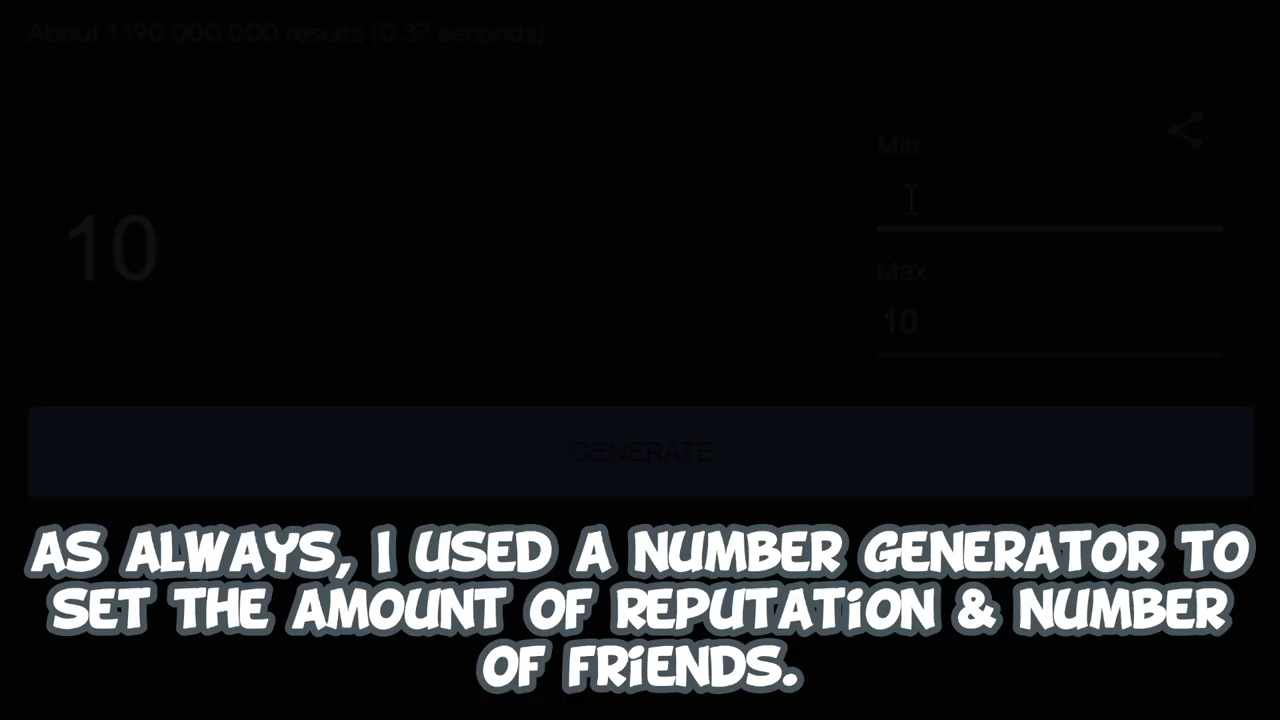 About 1,190,000,000 results (0.37 seconds)
Min
10
Max
10
GENERATE
AS ALWAYS, I USED A NUMBER GENERATOR TO
SET THE AMOUNT OF REPUTATION & NUMBER
OF FRIENDS.